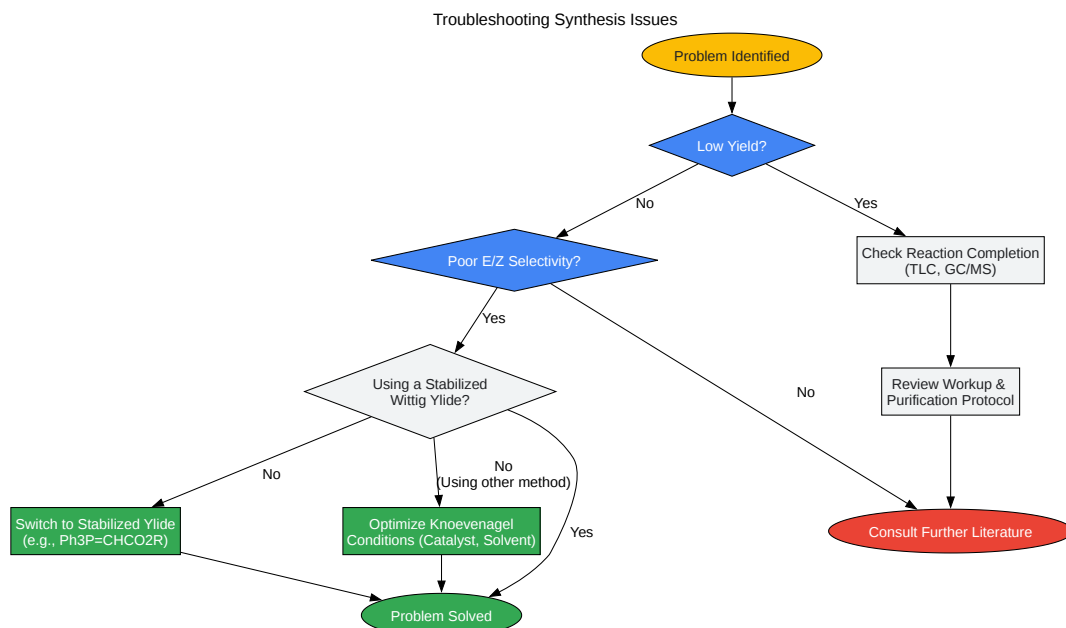 Troubleshooting Synthesis Issues
Problem Identified
Low Yield?
No
Yes
Poor E/Z Selectivity?
Check Reaction Completion
(TLC, GC/MS)
Yes
Using a Stabilized
Wittig Ylide?
No
Review Workup &
Purification Protocol
No
No
(Using other method)
Yes
Switch to Stabilized Ylide
(e.g., Ph3P=CHCO2R)
Optimize Knoevenagel
Conditions (Catalyst, Solvent)
Consult Further Literature
Problem Solved